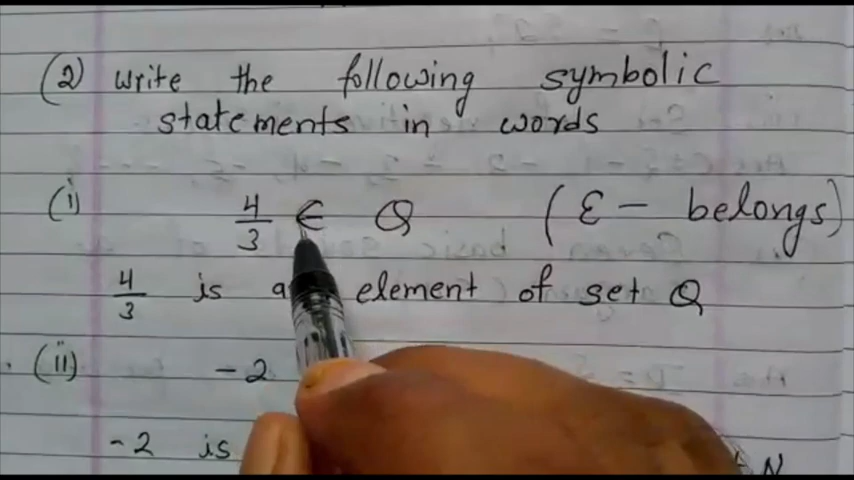 (2) Write the following symbolic
statements in words
(i) 4/3 ∈ Q (ε - belongs)
4/3 is a element of set Q
(ii) -2
-2 is N